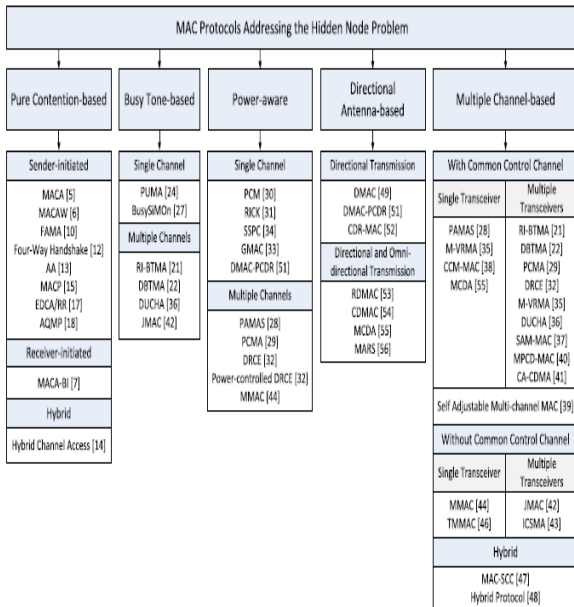 MAC Protocols Addressing the Hidden Node Problem
Pure Contention-based
Sender-initiated
MACA [5]
MACAW [6]
FAMA [10]
Four-Way Handshake [12]
AA [13]
MACP [15]
EDCA/RR [17]
AQMP [18]
Receiver-initiated
MACA-BI [7]
Hybrid
Hybrid Channel Access [14]
Busy Tone-based
Single Channel
PUMA [24]
BusySiMOn [27]
Multiple Channels
RI-BTMA [21]
DBTMA [22]
DUCHA [36]
JMAC [42]
Power-aware
Single Channel
PCM [30]
RICK [31]
SSPC [34]
GMAC [33]
DMAC-PCDR [51]
Multiple Channels
PAMAS [28]
PCMA [29]
DRCE [32]
Power-controlled DRCE [32]
MMAC [44]
Directional
Antenna-based
Directional Transmission
DMAC [49]
DMAC-PCDR [51]
CDR-MAC [52]
Directional and Omni-
directional Transmission
RDMAC [53]
CDMAC [54]
MCDA [55]
MARS [56]
Multiple Channel-based
With Common Control Channel
Single Transceiver
PAMAS [28]
M-VRMA [35]
CCM-MAC [38]
MCDA [55]
Multiple
Transceivers
RI-BTMA [21]
DBTMA [22]
PCMA [29]
DRCE [32]
M-VRMA [35]
DUCHA [36]
SAM-MAC [37]
MPCD-MAC [40]
CA-CDMA [41]
Self Adjustable Multi-channel MAC [39]
Without Common Control Channel
Single Transceiver
MMAC [44]
TMMAC [46]
Multiple
Transceivers
JMAC [42]
ICSMA [43]
Hybrid
MAC-SCC [47]
Hybrid Protocol [48]